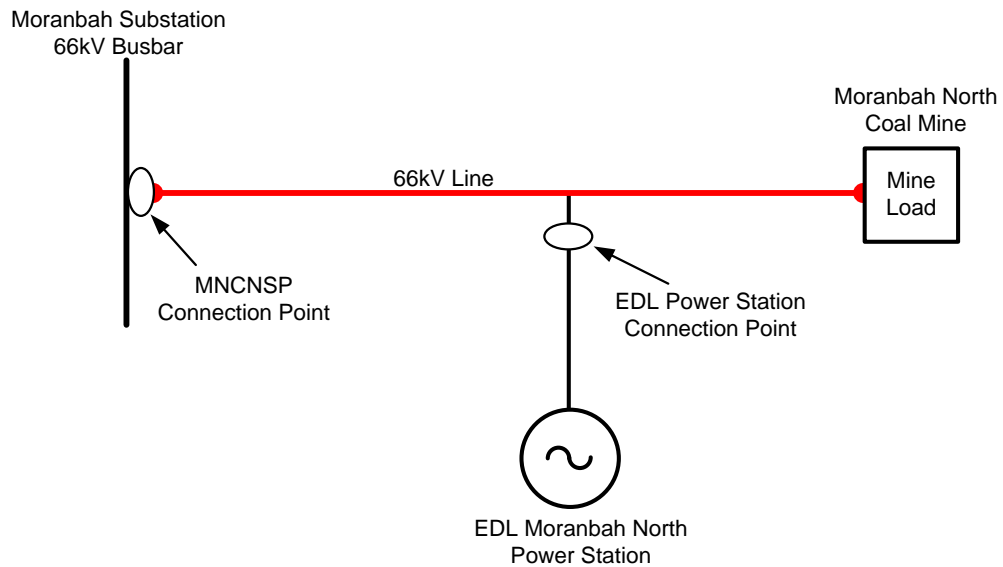 Moranbah Substation
66kV Busbar
Moranbah North
Coal Mine
66kV Line
Mine
Load
MNCNSP
Connection Point
EDL Power Station
Connection Point
EDL Moranbah North
Power Station